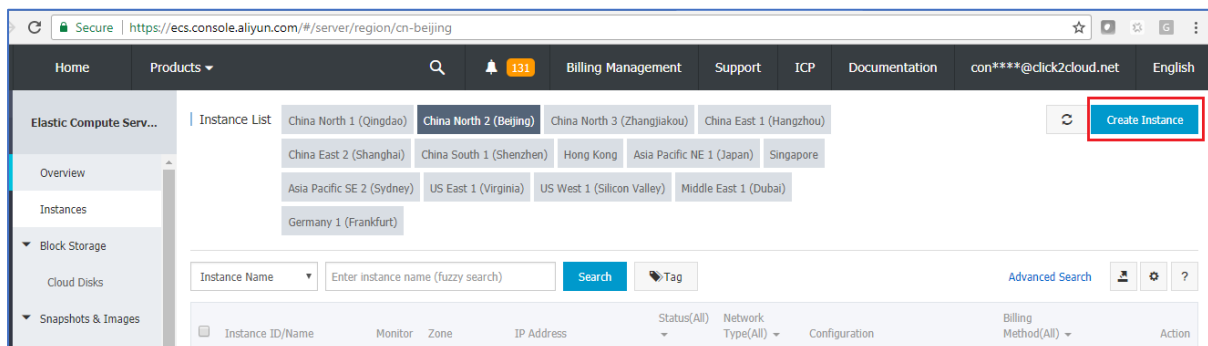 Secure | https://ecs.console.aliyun.com/#/server/region/cn-beijing
Home Products 131 Billing Management Support ICP Documentation con****@click2cloud.net English
Elastic Compute Serv...
Instance List China North 1 (Qingdao) China North 2 (Beijing) China North 3 (Zhangjiakou) China East 1 (Hangzhou) Create Instance
China East 2 (Shanghai) China South 1 (Shenzhen) Hong Kong Asia Pacific NE 1 (Japan) Singapore
Overview
Asia Pacific SE 2 (Sydney) US East 1 (Virginia) US West 1 (Silicon Valley) Middle East 1 (Dubai)
Instances
Germany 1 (Frankfurt)
Block Storage
Cloud Disks
Instance Name Enter instance name (fuzzy search) Search Tag Advanced Search ?
Snapshots & Images
Instance ID/Name Monitor Zone IP Address Status(All) Network Type(All) Configuration Billing Method(All) Action